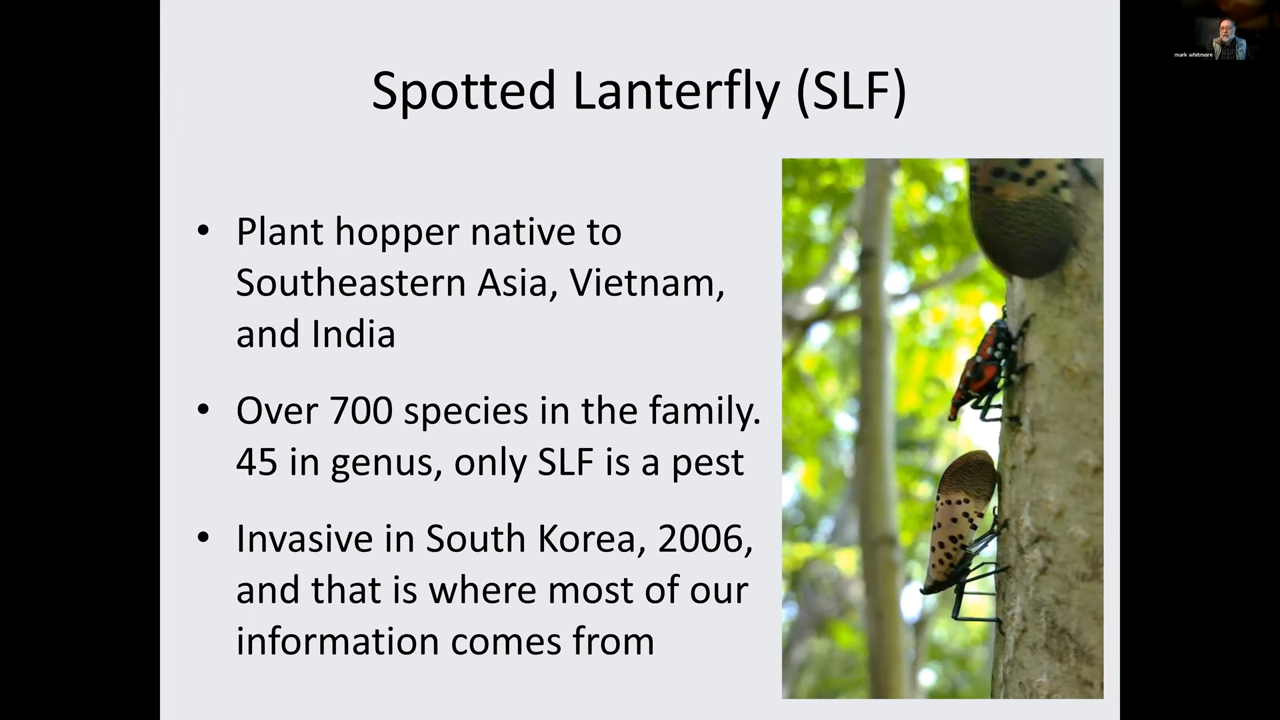 mark whitmore
Spotted Lanterfly (SLF)
• Plant hopper native to
Southeastern Asia, Vietnam,
and India
• Over 700 species in the family.
45 in genus, only SLF is a pest
• Invasive in South Korea, 2006,
and that is where most of our
information comes from